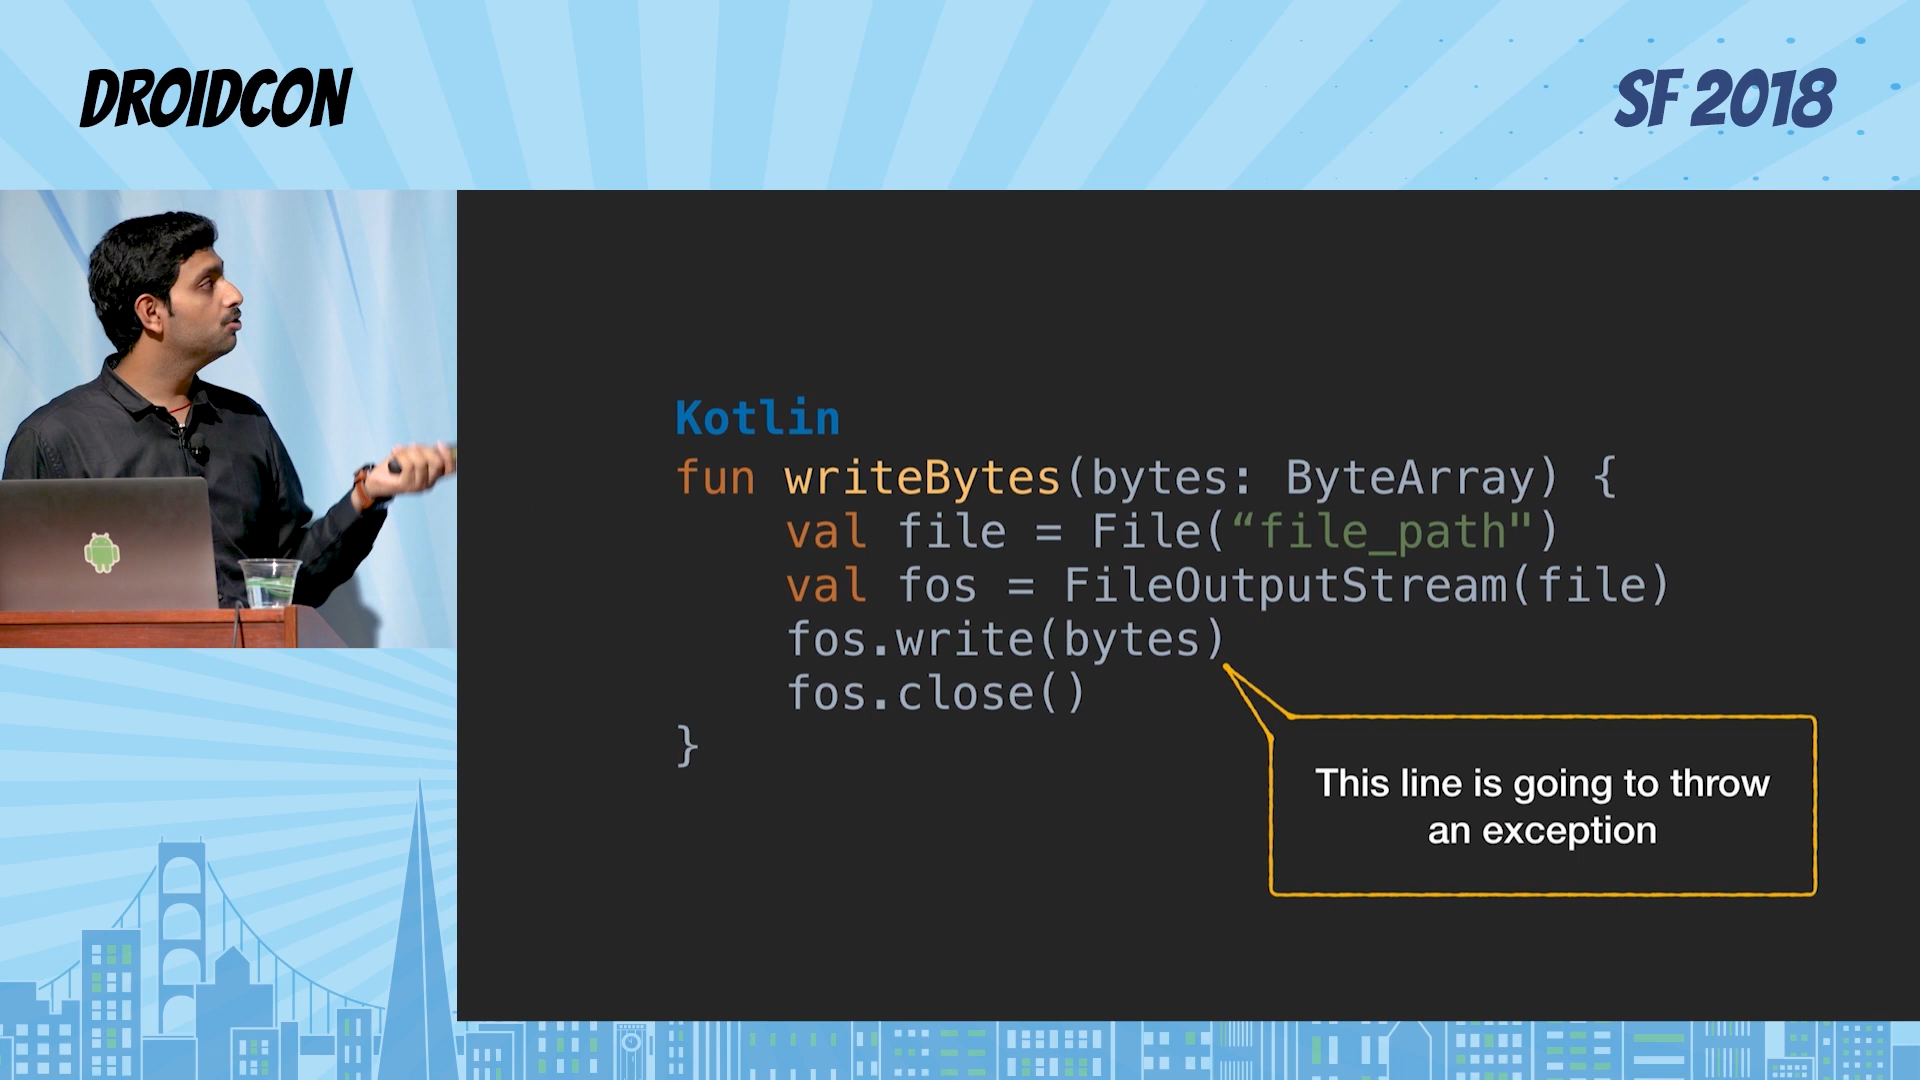 DROIDCON
SF 2018
Kotlin
fun writeBytes(bytes: ByteArray) {
    val file = File(“file_path")
    val fos = FileOutputStream(file)
    fos.write(bytes)
    fos.close()
}
This line is going to throw
an exception